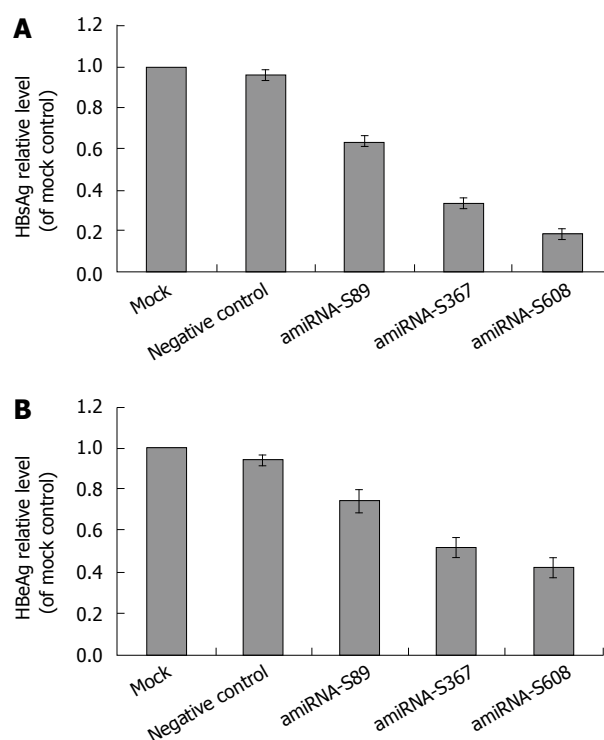 A
HBsAg relative level
(of mock control)
1.2
1.0
0.8
0.6
0.4
0.2
0.0
Mock
Negative control
amiRNA-S89
amiRNA-S367
amiRNA-S608
B
HBeAg relative level
(of mock control)
1.2
1.0
0.8
0.6
0.4
0.2
0.0
Mock
Negative control
amiRNA-S89
amiRNA-S367
amiRNA-S608